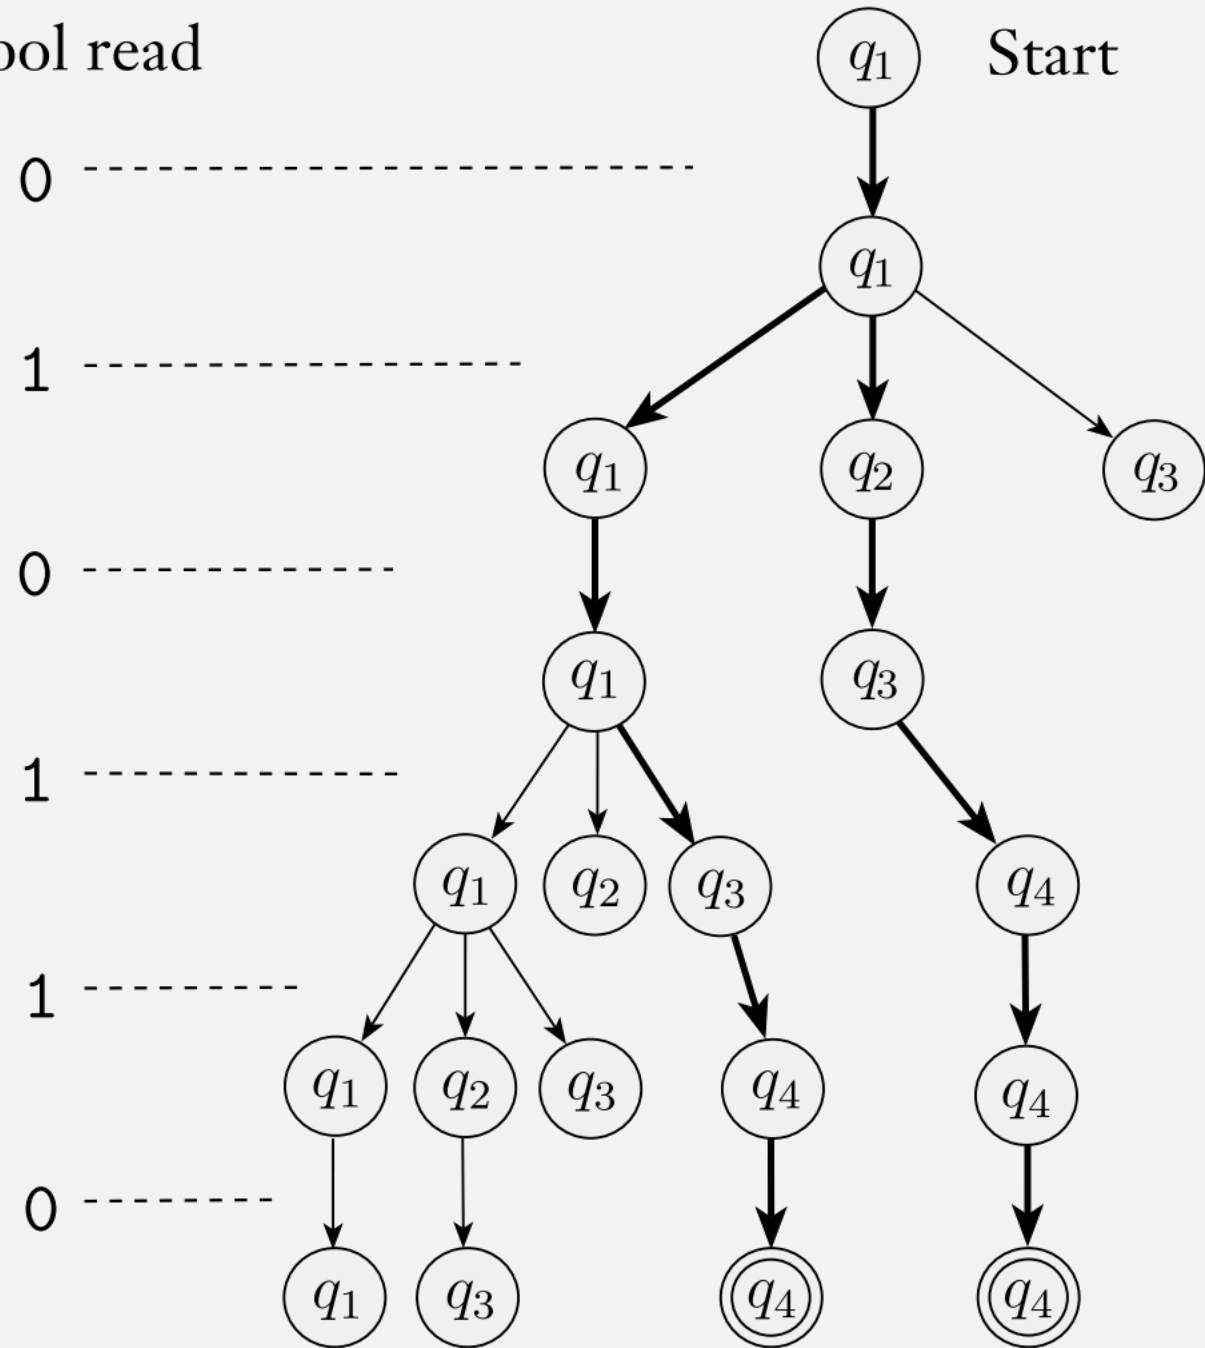 ool read q₁ Start
0
q₁
1
q₁ q₂ q₃
0
q₁ q₃
1
q₁ q₂ q₃ q₄
1
q₁ q₂ q₃ q₄ q₄
0
q₁ q₃ q₄ q₄